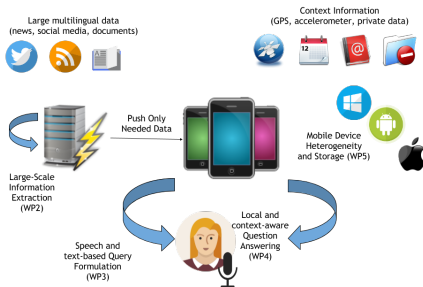 Large multilingual data
(news, social media, documents)
Context Information
(GPS, accelerometer, private data)
12
Push Only
Needed Data
Mobile Device
Heterogeneity
and Storage (WP5)
Large-Scale
Information
Extraction
(WP2)
Local and
context-aware
Question
Answering
(WP4)
Speech and
text-based Query
Formulation
(WP3)